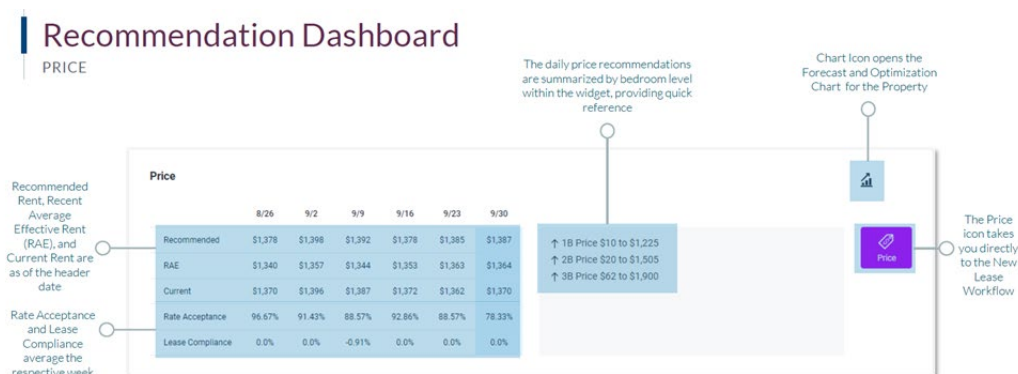 Recommendation Dashboard
PRICE
The daily price recommendations
are summarized by bedroom level
within the widget, providing quick
reference
Chart Icon opens the
Forecast and Optimization
Chart for the Property
Recommended
Rent, Recent
Average
Effective Rent
(RAE), and
Current Rent are
as of the header
date
Rate Acceptance
and Lease
Compliance
average the
respective week
Price
8/26 9/2 9/9 9/16 9/23 9/30
Recommended $1,378 $1,398 $1,392 $1,378 $1,385 $1,387
RAE $1,340 $1,357 $1,344 $1,353 $1,363 $1,364
Current $1,370 $1,396 $1,387 $1,372 $1,362 $1,370
Rate Acceptance 96.67% 91.43% 88.57% 92.86% 88.57% 78.33%
Lease Compliance 0.0% 0.0% -0.91% 0.0% 0.0% 0.0%
↑ 1B Price $10 to $1,225
↑ 2B Price $20 to $1,505
↑ 3B Price $62 to $1,900
Price
The Price
icon takes
you directly
to the New
Lease
Workflow